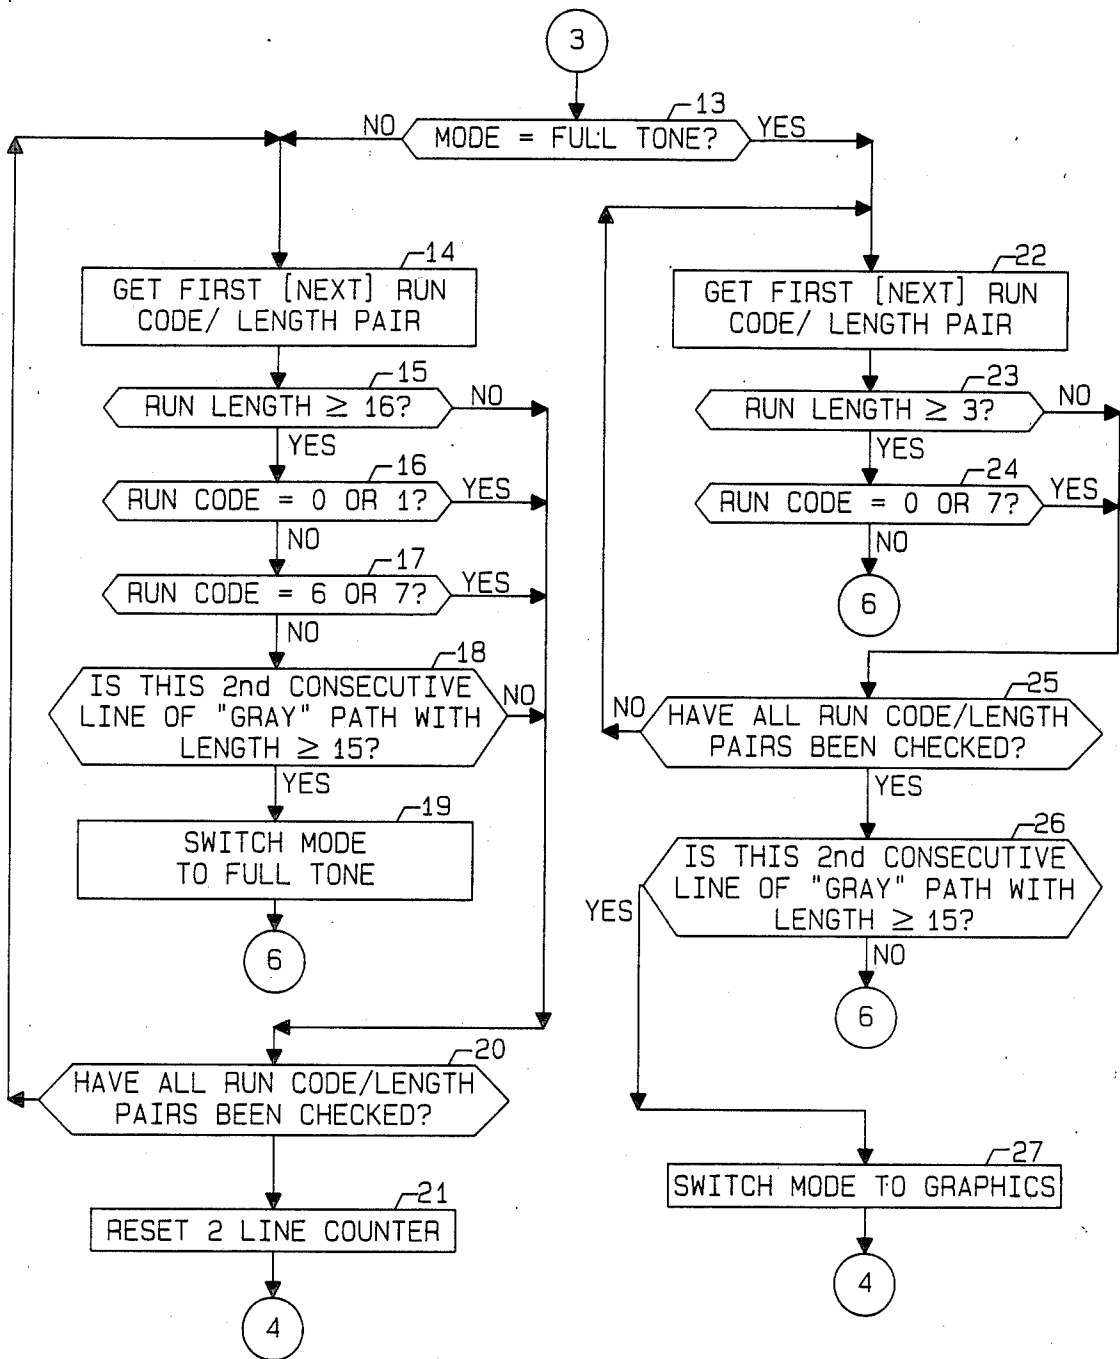 3
13
NO
MODE = FULL TONE?
YES
14
GET FIRST [NEXT] RUN
CODE/ LENGTH PAIR
15
RUN LENGTH ≥ 16?
NO
YES
16
RUN CODE = 0 OR 1?
YES
NO
17
RUN CODE = 6 OR 7?
YES
NO
18
IS THIS 2nd CONSECUTIVE
LINE OF "GRAY" PATH WITH
LENGTH ≥ 15?
NO
YES
19
SWITCH MODE
TO FULL TONE
6
20
HAVE ALL RUN CODE/LENGTH
PAIRS BEEN CHECKED?
21
RESET 2 LINE COUNTER
4
22
GET FIRST [NEXT] RUN
CODE/ LENGTH PAIR
23
RUN LENGTH ≥ 3?
NO
YES
24
RUN CODE = 0 OR 7?
YES
NO
6
25
NO
HAVE ALL RUN CODE/LENGTH
PAIRS BEEN CHECKED?
YES
26
IS THIS 2nd CONSECUTIVE
LINE OF "GRAY" PATH WITH
LENGTH ≥ 15?
YES
NO
6
27
SWITCH MODE TO GRAPHICS
4